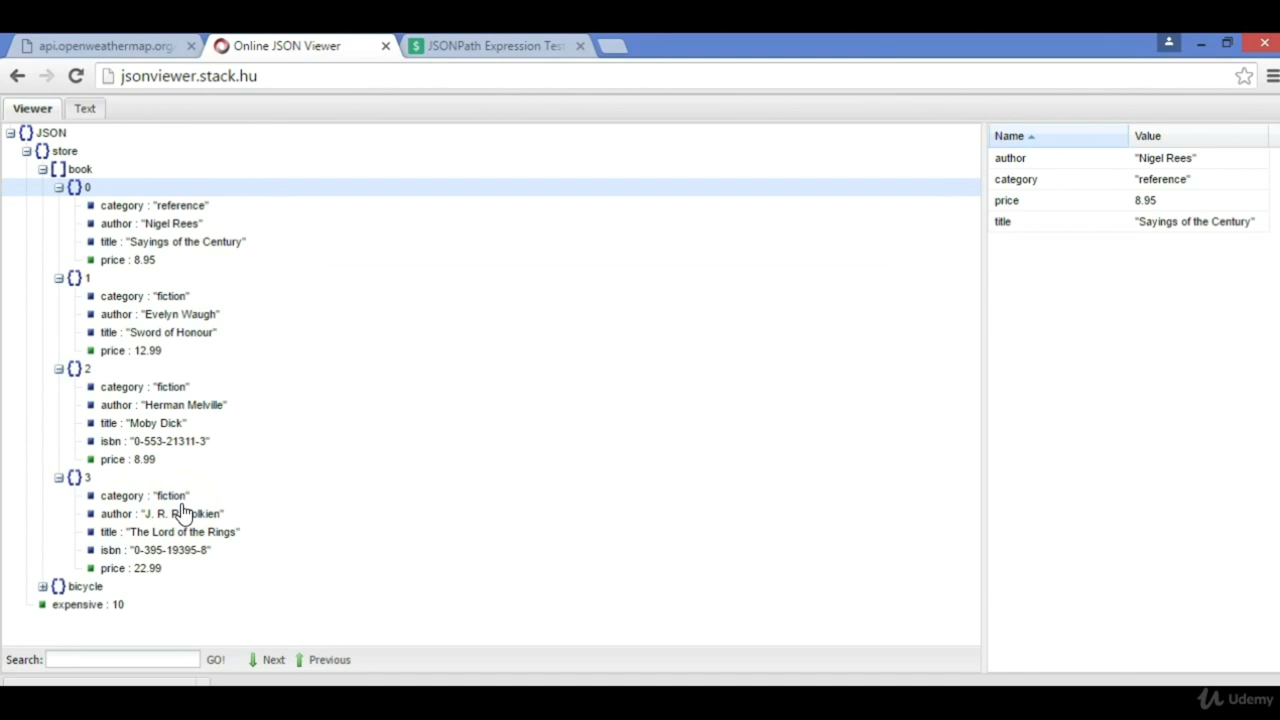 api.openweathermap.org
Online JSON Viewer
JSONPath Expression Test
jsonviewer.stack.hu
Viewer
Text
JSON
store
book
0
category : "reference"
author : "Nigel Rees"
title : "Sayings of the Century"
price : 8.95
1
category : "fiction"
author : "Evelyn Waugh"
title : "Sword of Honour"
price : 12.99
2
category : "fiction"
author : "Herman Melville"
title : "Moby Dick"
isbn : "0-553-21311-3"
price : 8.99
3
category : "fiction"
author : "J. R. R. Tolkien"
title : "The Lord of the Rings"
isbn : "0-395-19395-8"
price : 22.99
bicycle
expensive : 10
Name Value
author "Nigel Rees"
category "reference"
price 8.95
title "Sayings of the Century"
Search: GO! Next Previous
Udemy